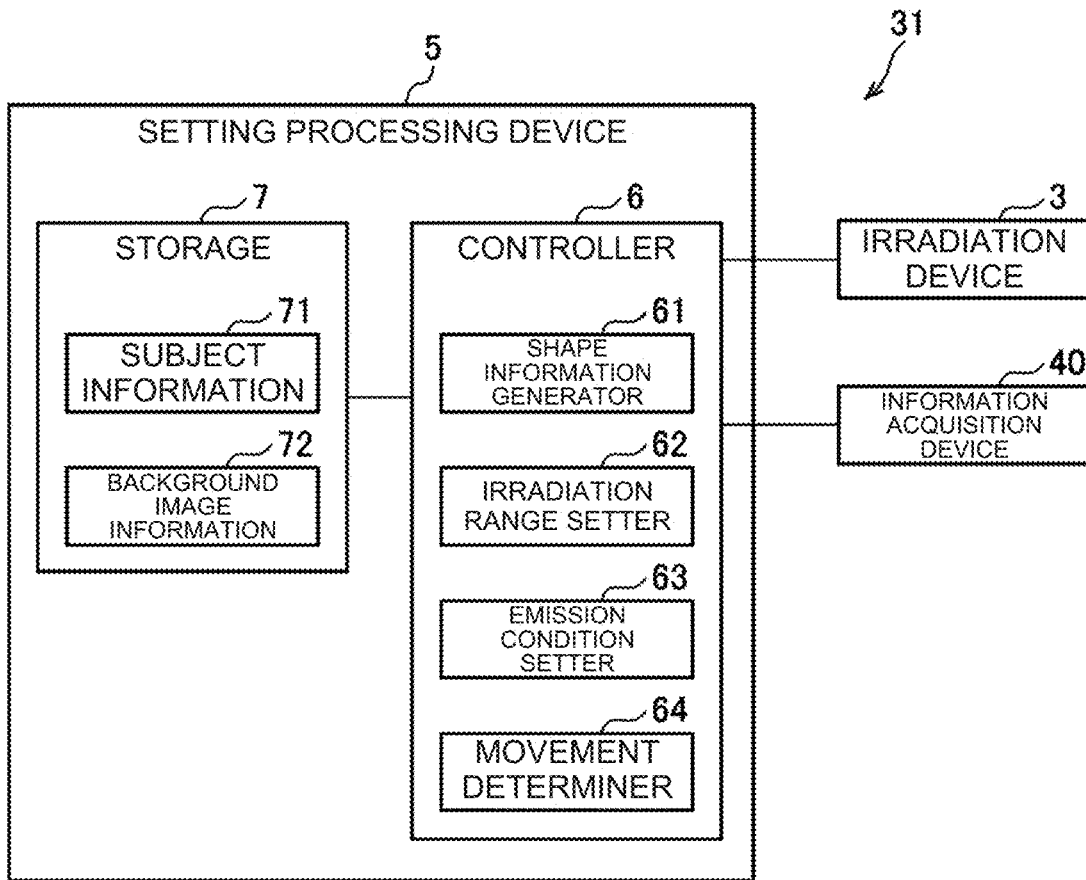 31
5
SETTING PROCESSING DEVICE
7
STORAGE
71
SUBJECT
INFORMATION
72
BACKGROUND
IMAGE
INFORMATION
6
CONTROLLER
61
SHAPE
INFORMATION
GENERATOR
62
IRRADIATION
RANGE SETTER
63
EMISSION
CONDITION
SETTER
64
MOVEMENT
DETERMINER
3
IRRADIATION
DEVICE
40
INFORMATION
ACQUISITION
DEVICE